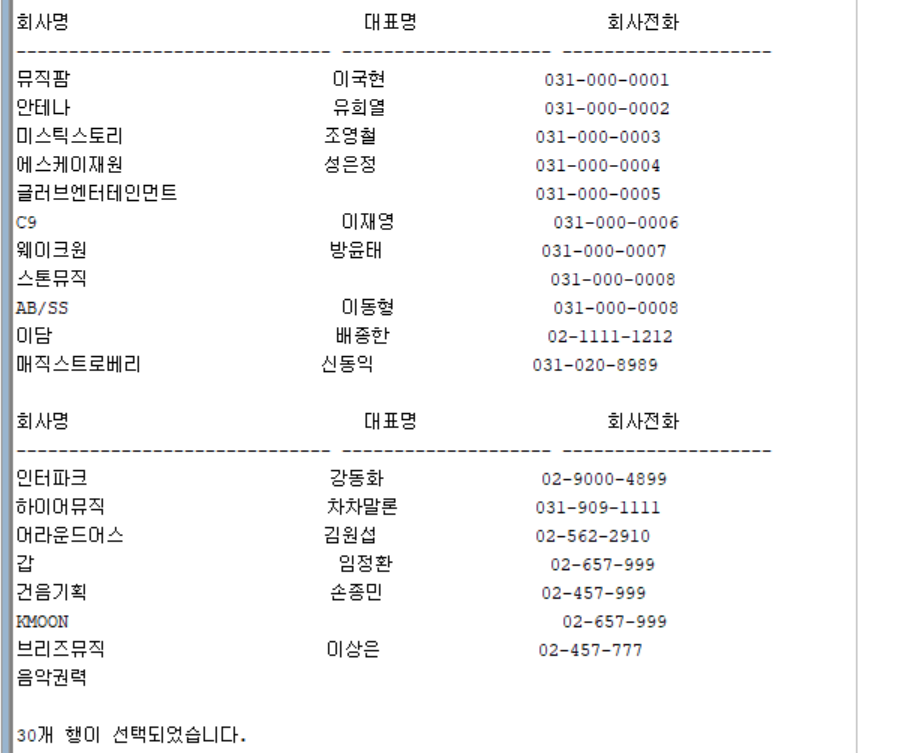 회사명 대표명 회사전화
------------------------------ -------------------- --------------------
뮤직팜 이국현 031-000-0001
안테나 유희열 031-000-0002
미스틱스토리 조영철 031-000-0003
에스케이재원 성은정 031-000-0004
글러브엔터테인먼트 031-000-0005
C9 이재영 031-000-0006
웨이크원 방윤태 031-000-0007
스톤뮤직 031-000-0008
AB/SS 이동형 031-000-0008
이담 배종한 02-1111-1212
매직스트로베리 신동익 031-020-8989
회사명 대표명 회사전화
------------------------------ -------------------- --------------------
인터파크 강동화 02-9000-4899
하이어뮤직 차차말론 031-909-1111
어라운드어스 김원섭 02-562-2910
갑 임정환 02-657-999
건음기획 손종민 02-457-999
KMOON 02-657-999
브리즈뮤직 이상은 02-457-777
음악권력
30개 행이 선택되었습니다.